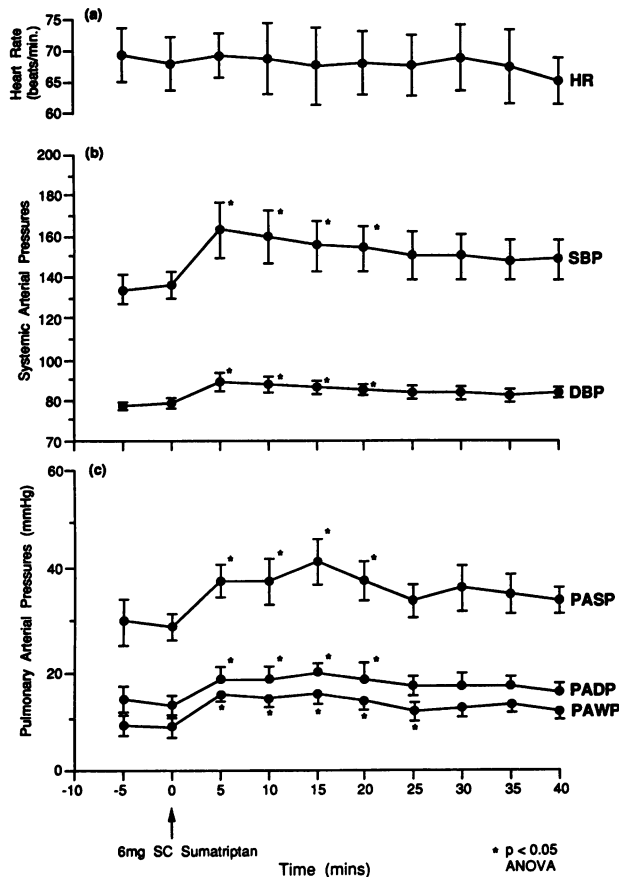 (a)
Heart Rate
(beats/min.)
75
70
65
60
HR
(b)
Systemic Arterial Pressures
200
180
160
140
120
100
80
70
*
*
*
*
SBP
*
*
*
*
DBP
(c)
Pulmonary Arterial Pressures (mmHg)
60
40
20
0
*
*
*
*
PASP
*
*
*
*
PADP
*
*
*
*
*
PAWP
-10 -5 0 5 10 15 20 25 30 35 40
6mg SC Sumatriptan
Time (mins)
* p < 0.05
ANOVA